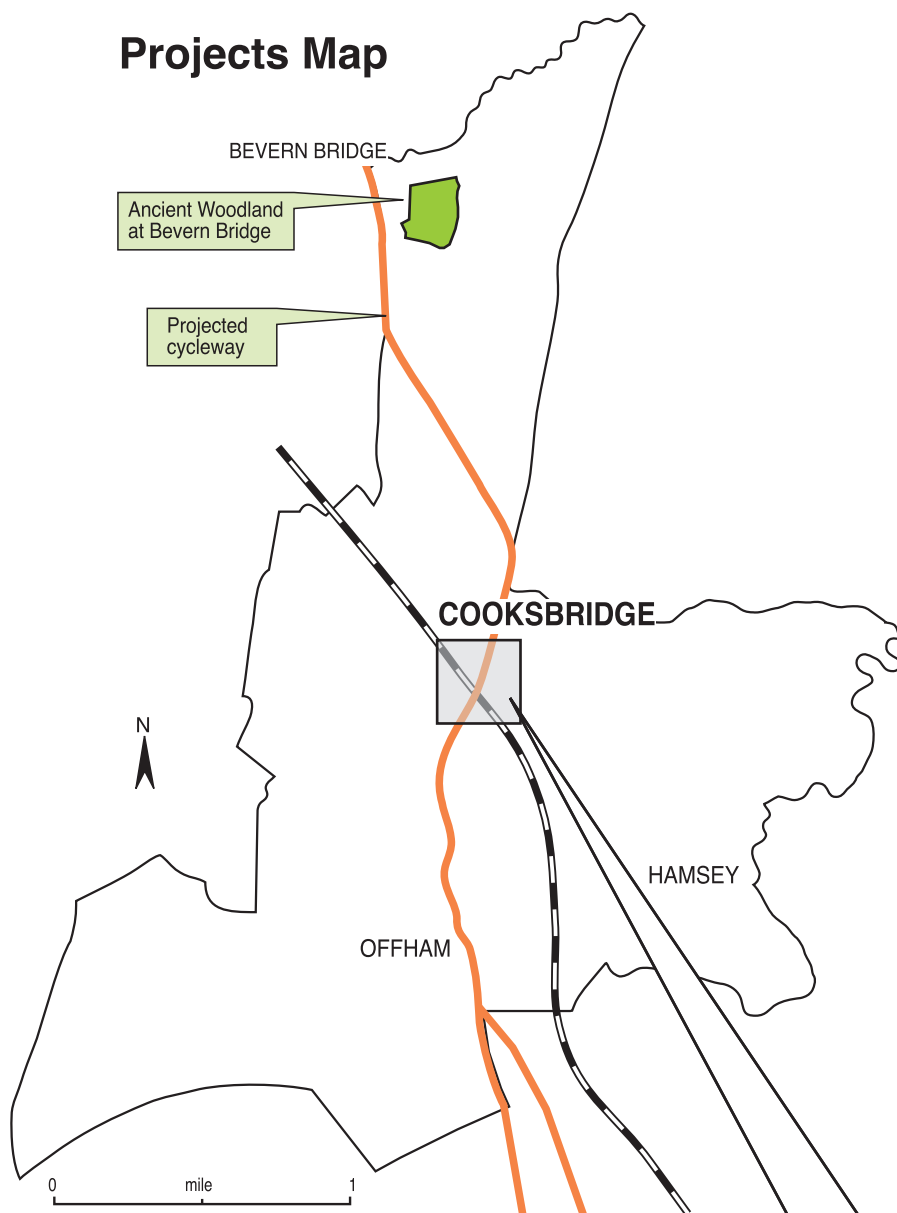 Projects Map
BEVERN BRIDGE
Ancient Woodland
at Bevern Bridge
Projected
cycleway
COOKSBRIDGE
N
HAMSEY
OFFHAM
0 mile 1